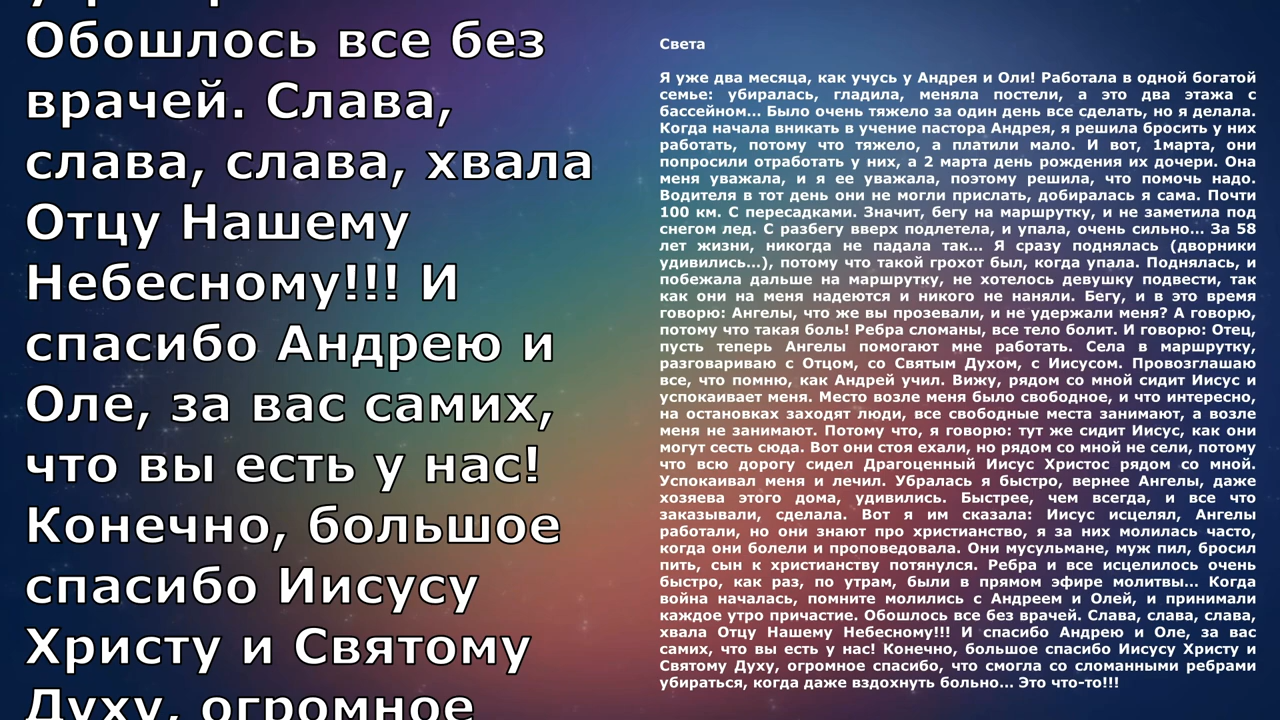 Обошлось все без
врачей. Слава,
слава, слава, хвала
Отцу Нашему
Небесному!!! И
спасибо Андрею и
Оле, за вас самих,
что вы есть у нас!
Конечно, большое
спасибо Иисусу
Христу и Святому
Духу, огромное
Света
Я уже два месяца, как учусь у Андрея и Оли! Работала в одной богатой
семье: убиралась, гладила, меняла постели, а это два этажа с
бассейном... Было очень тяжело за один день все сделать, но я делала.
Когда начала вникать в учение пастора Андрея, я решила бросить у них
работать, потому что тяжело, а платили мало. И вот, 1марта, они
попросили отработать у них, а 2 марта день рождения их дочери. Она
меня уважала, и я ее уважала, поэтому решила, что помочь надо.
Водителя в тот день они не могли прислать, добиралась я сама. Почти
100 км. С пересадками. Значит, бегу на маршрутку, и не заметила под
снегом лед. С разбегу вверх подлетела, и упала, очень сильно... За 58
лет жизни, никогда не падала так... Я сразу поднялась (дворники
удивились...), потому что такой грохот был, когда упала. Поднялась, и
побежала дальше на маршрутку, не хотелось девушку подвести, так
как они на меня надеются и никого не наняли. Бегу, и в это время
говорю: Ангелы, что же вы прозевали, и не удержали меня? А говорю,
потому что такая боль! Ребра сломаны, все тело болит. И говорю: Отец,
пусть теперь Ангелы помогают мне работать. Села в маршрутку,
разговариваю с Отцом, со Святым Духом, с Иисусом. Провозглашаю
все, что помню, как Андрей учил. Вижу, рядом со мной сидит Иисус и
успокаивает меня. Место возле меня было свободное, и что интересно,
на остановках заходят люди, все свободные места занимают, а возле
меня не занимают. Потому что, я говорю: тут же сидит Иисус, как они
могут сесть сюда. Вот они стоя ехали, но рядом со мной не сели, потому
что всю дорогу сидел Драгоценный Иисус Христос рядом со мной.
Успокаивал меня и лечил. Убралась я быстро, вернее Ангелы, даже
хозяева этого дома, удивились. Быстрее, чем всегда, и все что
заказывали, сделала. Вот я им сказала: Иисус исцелял, Ангелы
работали, но они знают про христианство, я за них молилась часто,
когда они болели и проповедовала. Они мусульмане, муж пил, бросил
пить, сын к христианству потянулся. Ребра и все исцелилось очень
быстро, как раз, по утрам, были в прямом эфире молитвы... Когда
война началась, помните молились с Андреем и Олей, и принимали
каждое утро причастие. Обошлось все без врачей. Слава, слава, слава,
хвала Отцу Нашему Небесному!!! И спасибо Андрею и Оле, за вас
самих, что вы есть у нас! Конечно, большое спасибо Иисусу Христу и
Святому Духу, огромное спасибо, что смогла со сломанными ребрами
убираться, когда даже вздохнуть больно... Это что-то!!!